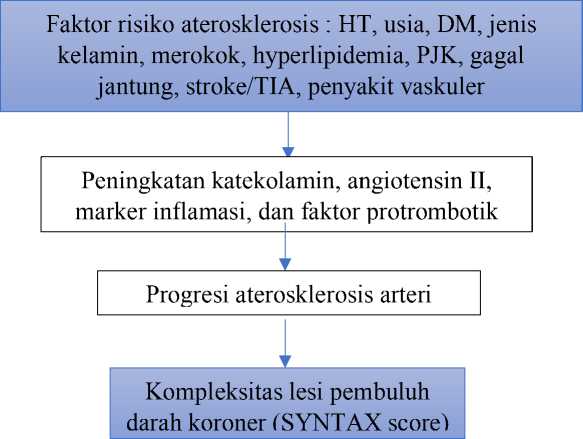 Faktor risiko aterosklerosis : HT, usia, DM, jenis
kelamin, merokok, hyperlipidemia, PJK, gagal
jantung, stroke/TIA, penyakit vaskuler
Peningkatan katekolamin, angiotensin II,
marker inflamasi, dan faktor protrombotik
Progresi aterosklerosis arteri
Kompleksitas lesi pembuluh
darah koroner (SYNTAX score)